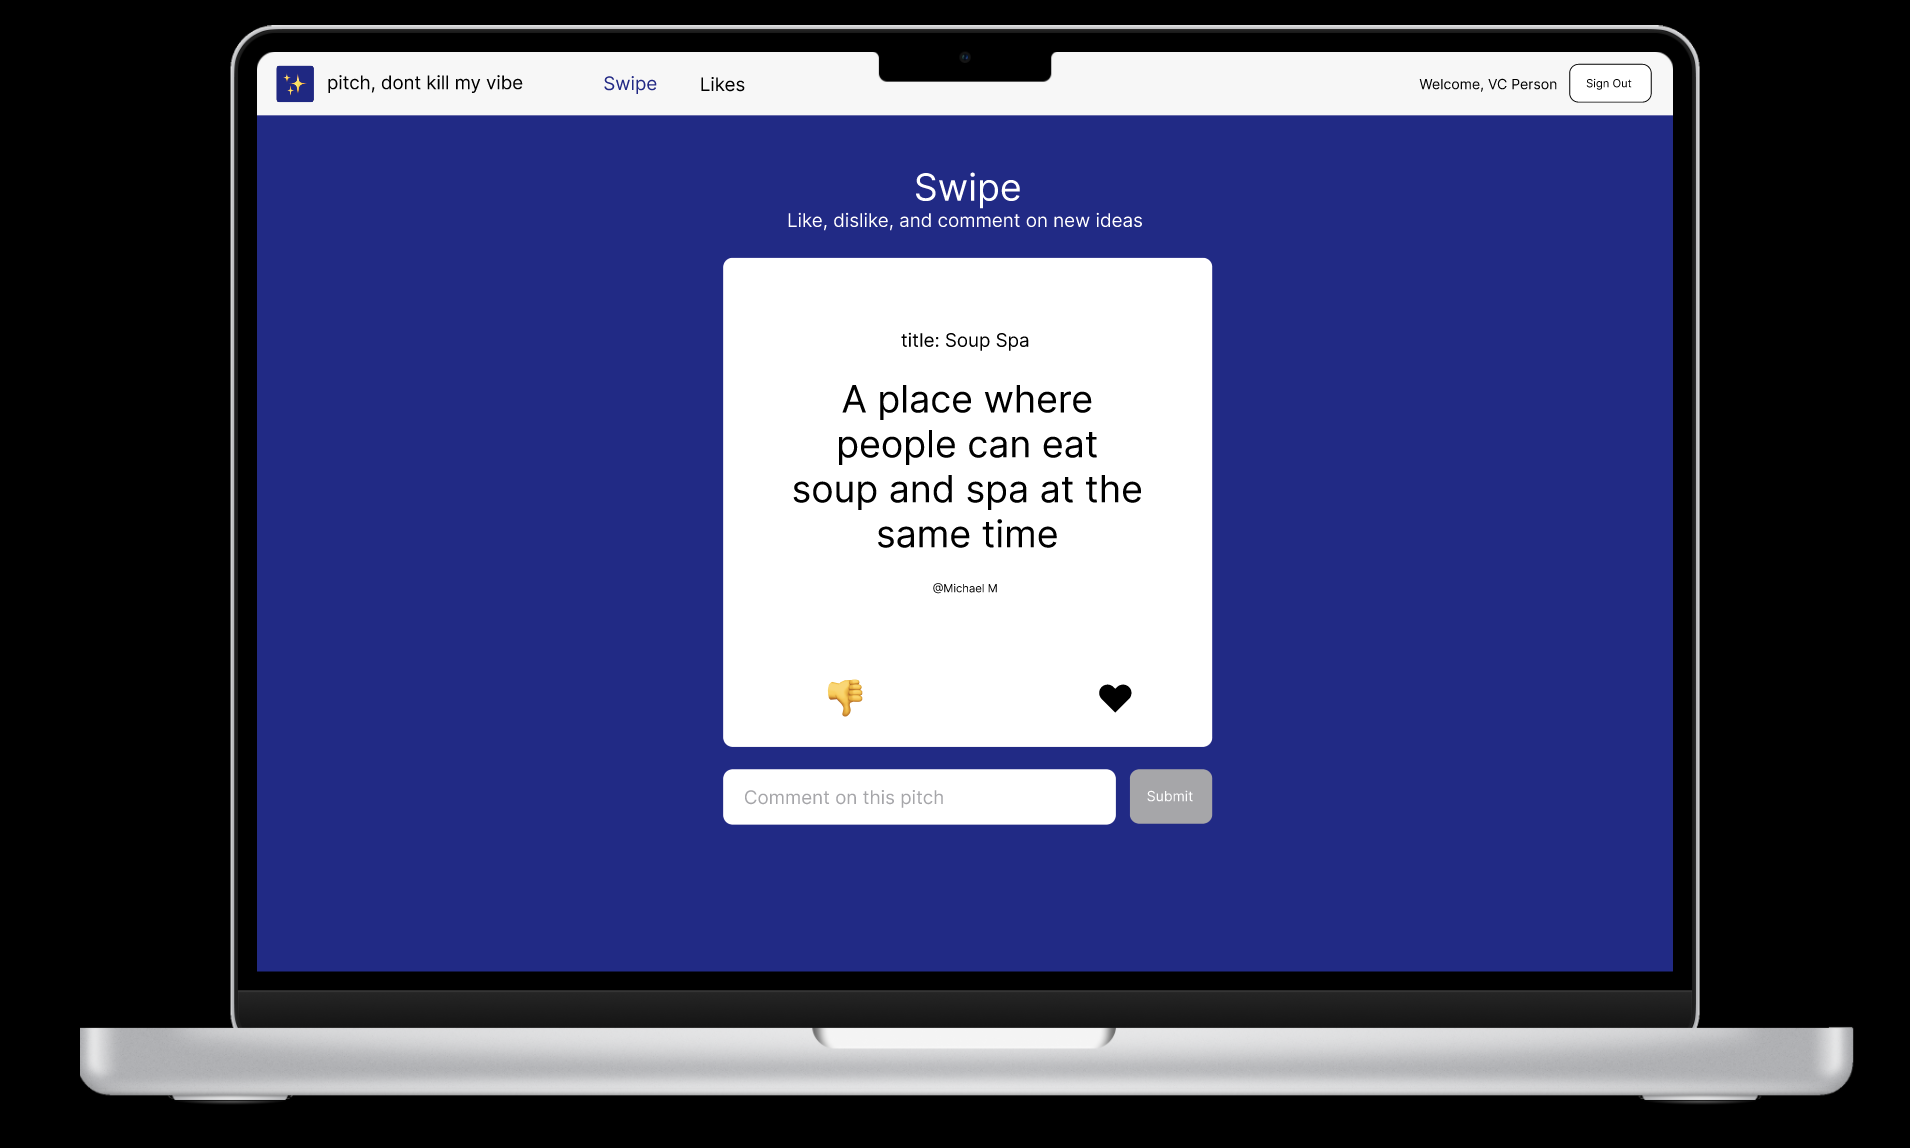 pitch, dont kill my vibe
Swipe
Likes
Welcome, VC Person
Sign Out
Swipe
Like, dislike, and comment on new ideas
title: Soup Spa
A place where
people can eat
soup and spa at the
same time
@Michael M
Comment on this pitch
Submit